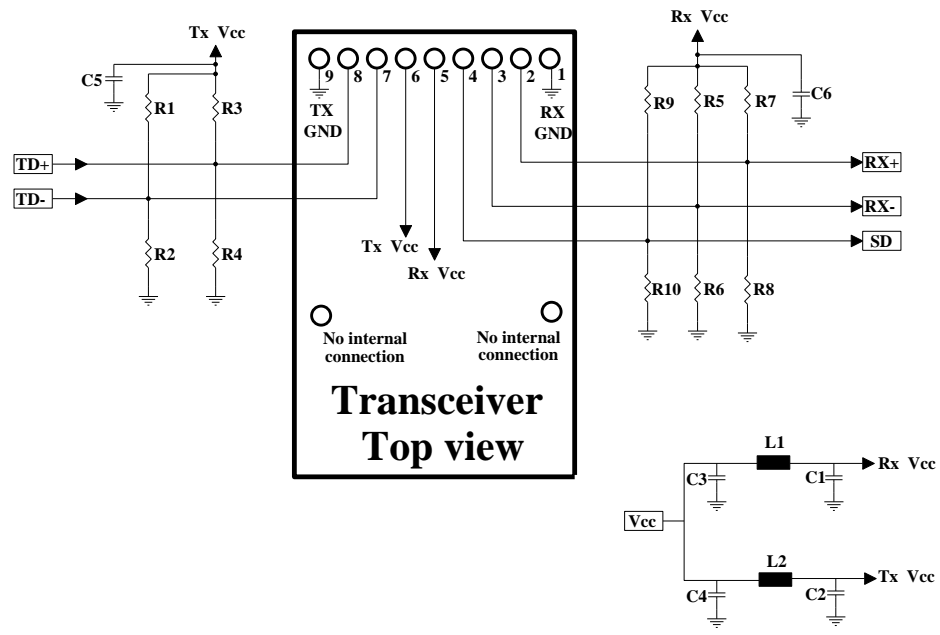 Tx Vcc
Rx Vcc
C5
9 8 7 6 5 4 3 2 1
R1
R3
TX
GND
RX
GND
R9
R5
R7
C6
TD+
RX+
TD-
RX-
SD
R2
R4
Tx Vcc
Rx Vcc
R10
R6
R8
No internal
connection
No internal
connection
Transceiver
Top view
L1
C3
C1
Rx Vcc
Vcc
L2
C4
C2
Tx Vcc